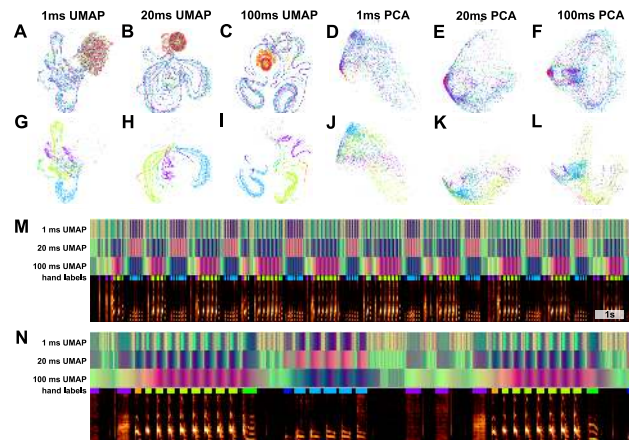 1ms UMAP 20ms UMAP 100ms UMAP 1ms PCA 20ms PCA 100ms PCA
A B C D E F
G H I J K L
M
1 ms UMAP
20 ms UMAP
100 ms UMAP
hand labels
1s
N
1 ms UMAP
20 ms UMAP
100 ms UMAP
hand labels